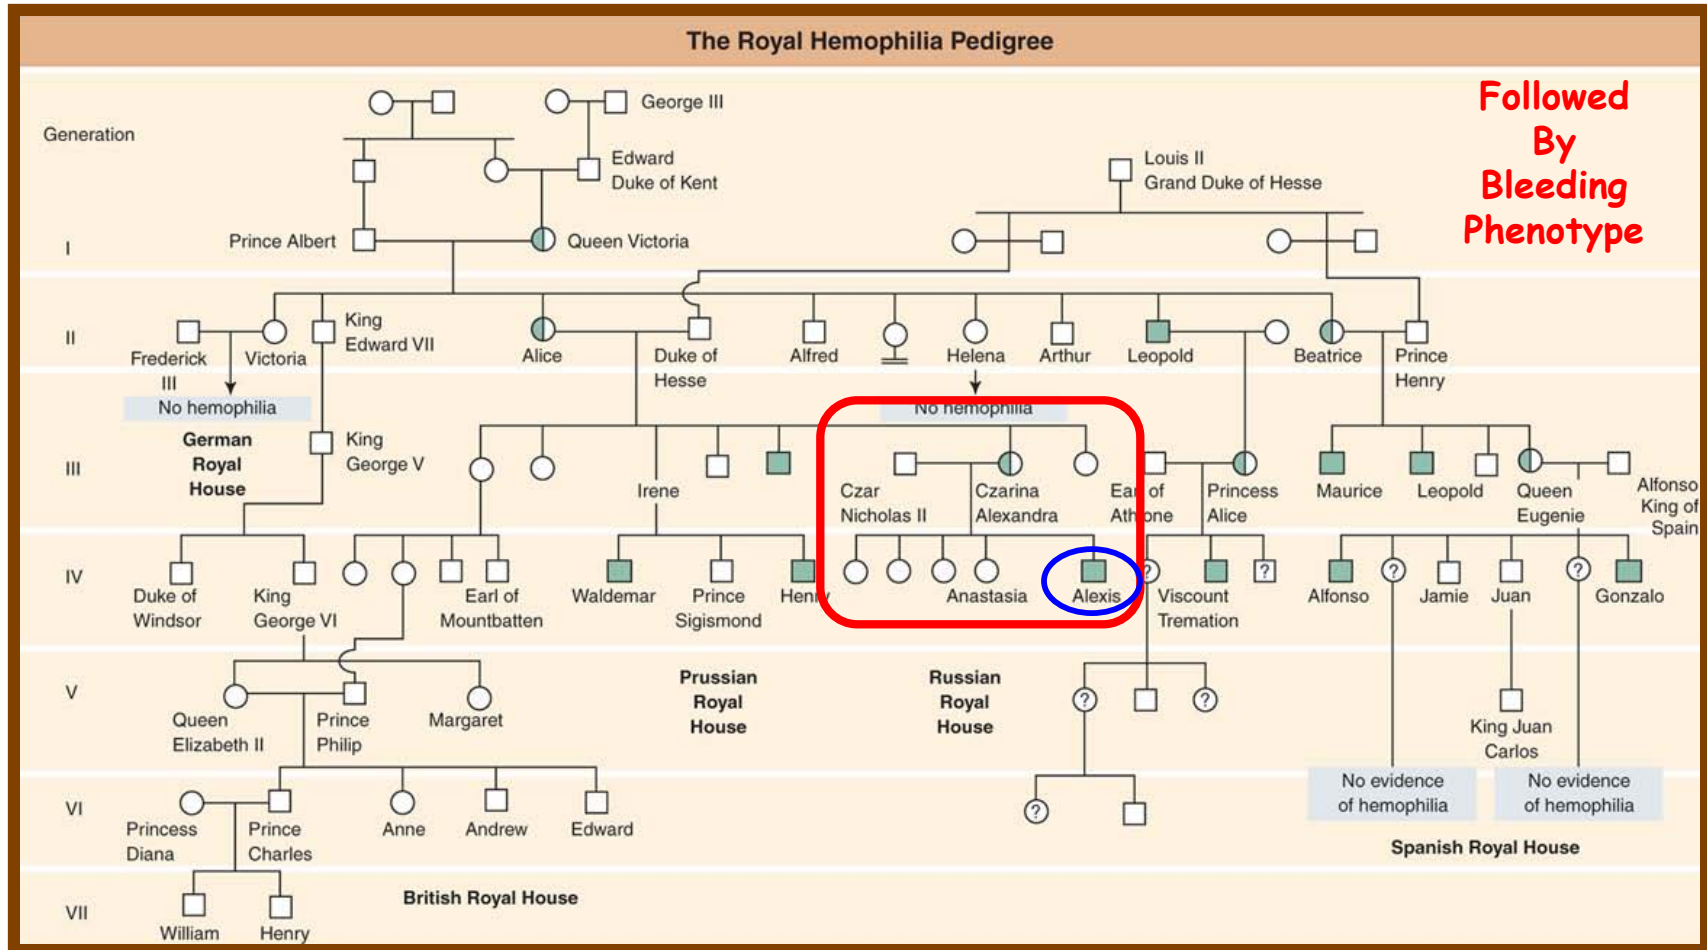 The Royal Hemophilia Pedigree
Followed
By
Bleeding
Phenotype
Generation
George III
Edward
Duke of Kent
Louis II
Grand Duke of Hesse
I
Prince Albert
Queen Victoria
II
Frederick
III
Victoria
King
Edward VII
Alice
Duke of
Hesse
Alfred
Helena
Arthur
Leopold
Beatrice
Prince
Henry
No hemophilia
No hemophilia
German
Royal
House
King
George V
III
Irene
Czar
Nicholas II
Czarina
Alexandra
Earl of
Athlone
Princess
Alice
Maurice
Leopold
Queen
Eugenie
Alfonso
King of
Spain
IV
Duke of
Windsor
King
George VI
Earl of
Mountbatten
Waldemar
Prince
Sigismond
Henry
Anastasia
Alexis
?
Viscount
Tremation
?
Alfonso
?
Jamie
Juan
?
Gonzalo
V
Queen
Elizabeth II
Prince
Philip
Margaret
Prussian
Royal
House
Russian
Royal
House
?
?
King Juan
Carlos
VI
Princess
Diana
Prince
Charles
Anne
Andrew
Edward
?
No evidence
of hemophilia
No evidence
of hemophilia
Spanish Royal House
VII
William
Henry
British Royal House